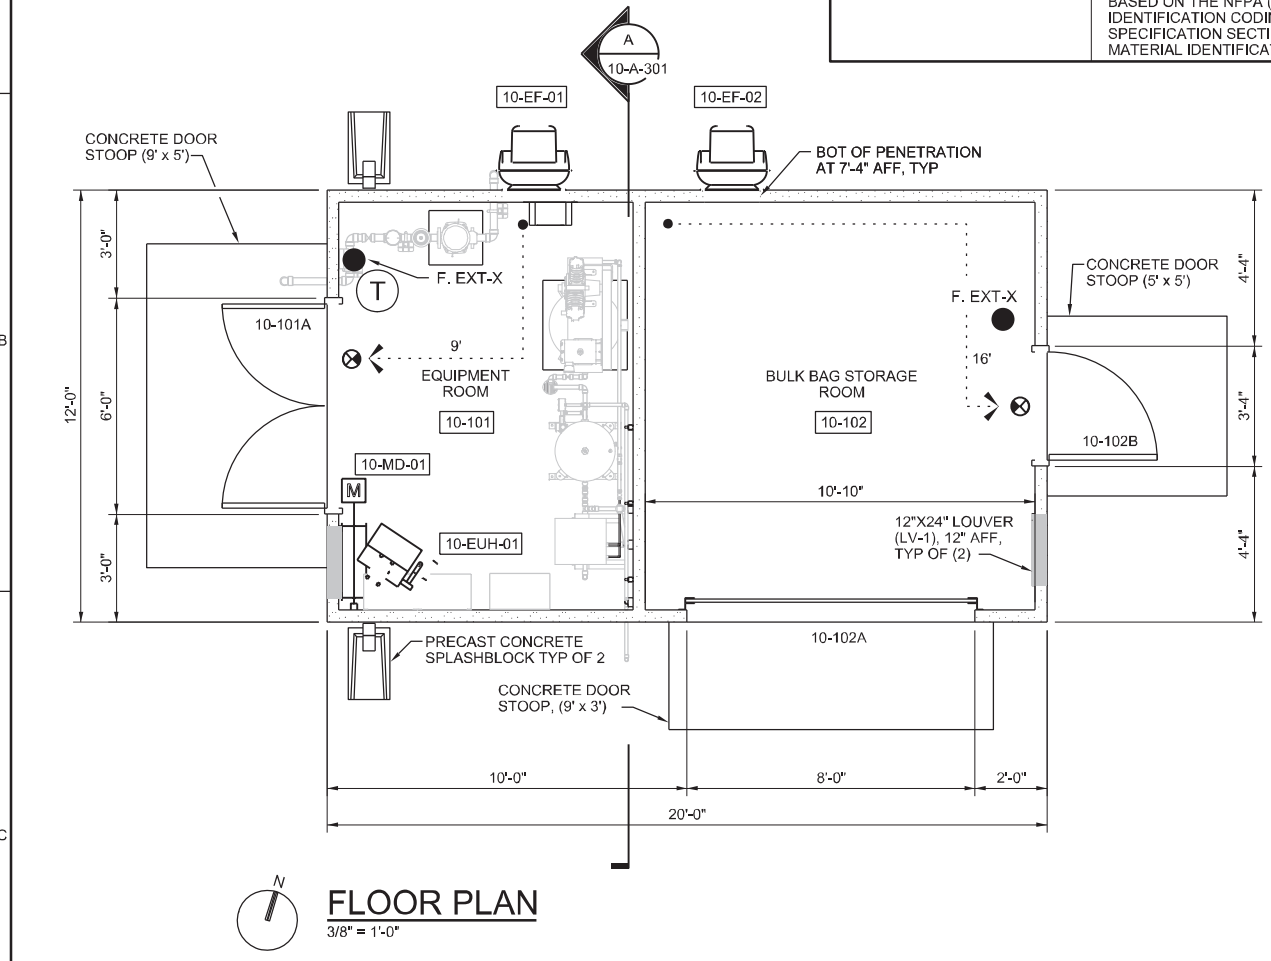 BASED ON THE NFPA
IDENTIFICATION
SPECIFICATION
MATERIAL
A
10-A-301
10-EF-01
10-EF-02
CONCRETE DOOR
STOOP (9' x 5')
BOT OF PENETRATION
AT 7'-4" AFF, TYP
3'-0"
6'-0"
3'-0"
12'-0"
F. EXT-X
T
10-101A
9'
EQUIPMENT
ROOM
10-101
BULK BAG STORAGE
ROOM
10-102
F. EXT-X
16'
CONCRETE DOOR
STOOP (5' x 5')
4'-4"
3'-4"
4'-4"
10-102B
B
10-MD-01
M
10-EUH-01
10'-10"
12"X24" LOUVER
(LV-1), 12" AFF,
TYP OF (2)
10-102A
PRECAST CONCRETE
SPLASHBLOCK TYP OF 2
CONCRETE DOOR
STOOP, (9' x 3')
10'-0"
8'-0"
2'-0"
20'-0"
C
N
FLOOR PLAN
3/8" = 1'-0"